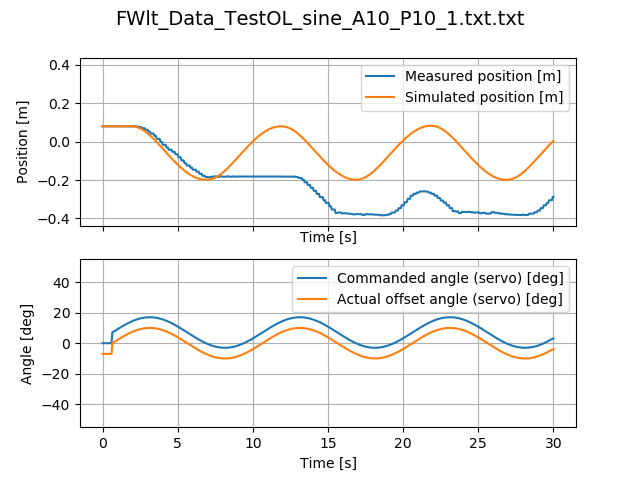 FWlt_Data_TestOL_sine_A10_P10_1.txt.txt
Position [m]
0.4
0.2
0.0
−0.2
−0.4
Measured position [m]
Simulated position [m]
Time [s]
Angle [deg]
40
20
0
−20
−40
Commanded angle (servo) [deg]
Actual offset angle (servo) [deg]
0 5 10 15 20 25 30
Time [s]